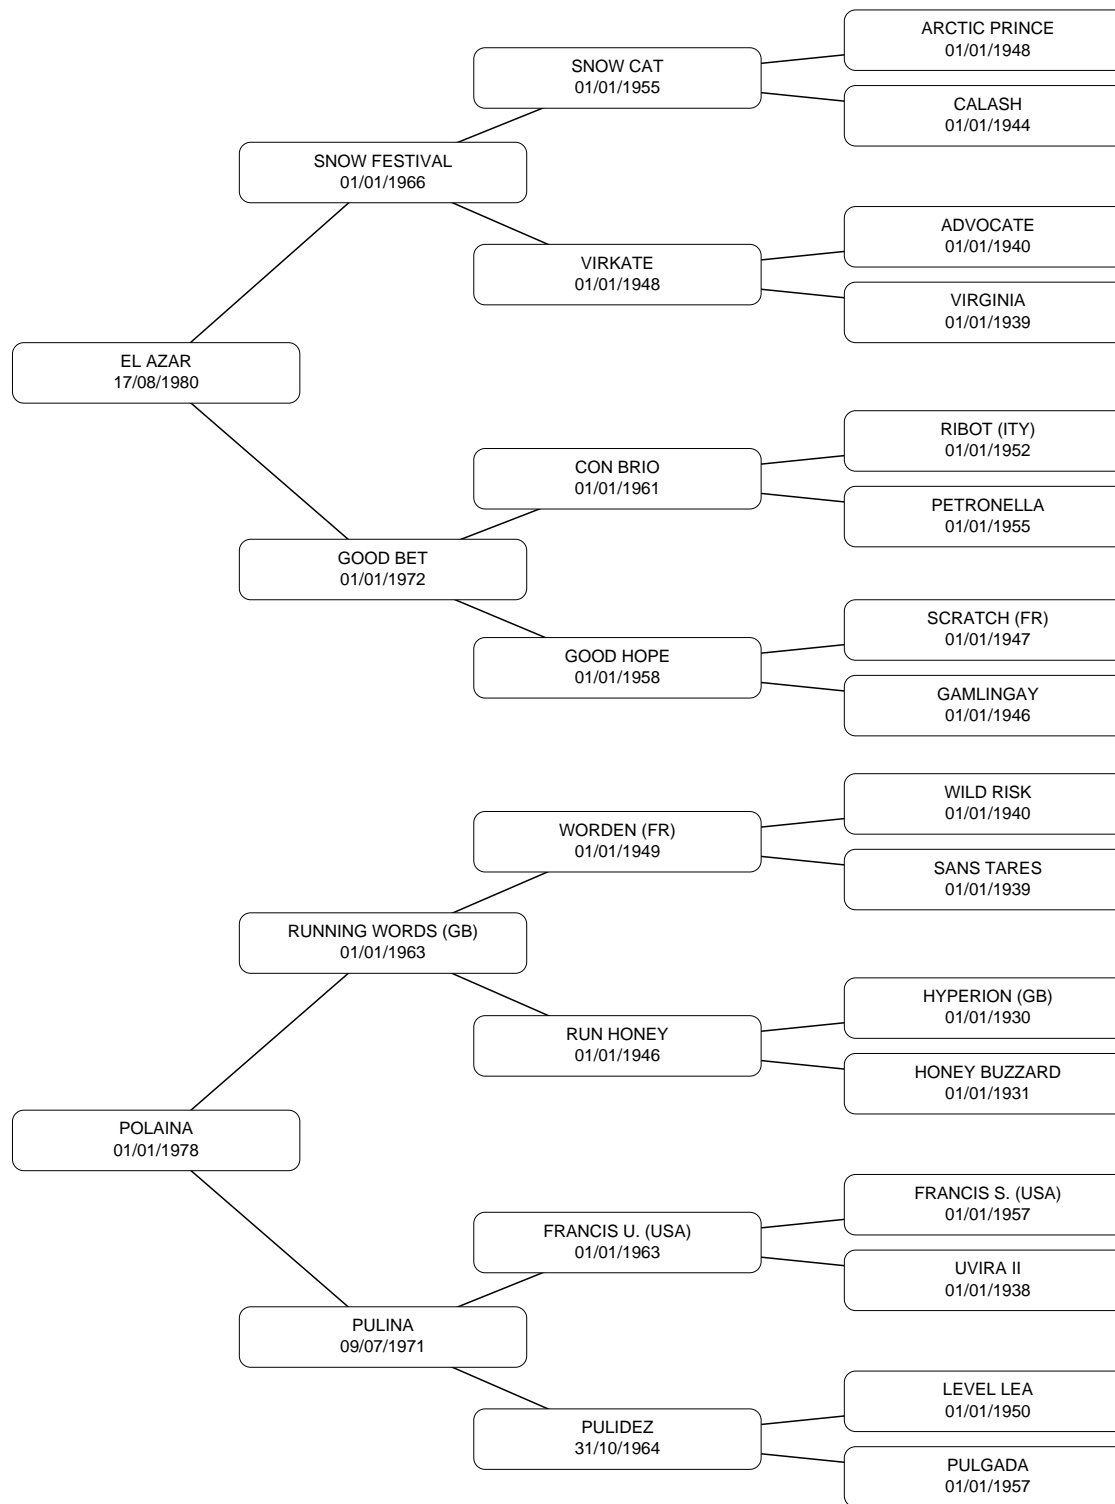 ARCTIC PRINCE
01/01/1948
SNOW CAT
01/01/1955
CALASH
01/01/1944
SNOW FESTIVAL
01/01/1966
ADVOCATE
01/01/1940
VIRKATE
01/01/1948
VIRGINIA
01/01/1939
EL AZAR
17/08/1980
RIBOT (ITY)
01/01/1952
CON BRIO
01/01/1961
PETRONELLA
01/01/1955
GOOD BET
01/01/1972
SCRATCH (FR)
01/01/1947
GOOD HOPE
01/01/1958
GAMLINGAY
01/01/1946
WILD RISK
01/01/1940
WORDEN (FR)
01/01/1949
SANS TARES
01/01/1939
RUNNING WORDS (GB)
01/01/1963
HYPERION (GB)
01/01/1930
RUN HONEY
01/01/1946
HONEY BUZZARD
01/01/1931
POLAINA
01/01/1978
FRANCIS S. (USA)
01/01/1957
FRANCIS U. (USA)
01/01/1963
UVIRA II
01/01/1938
PULINA
09/07/1971
LEVEL LEA
01/01/1950
PULIDEZ
31/10/1964
PULGADA
01/01/1957